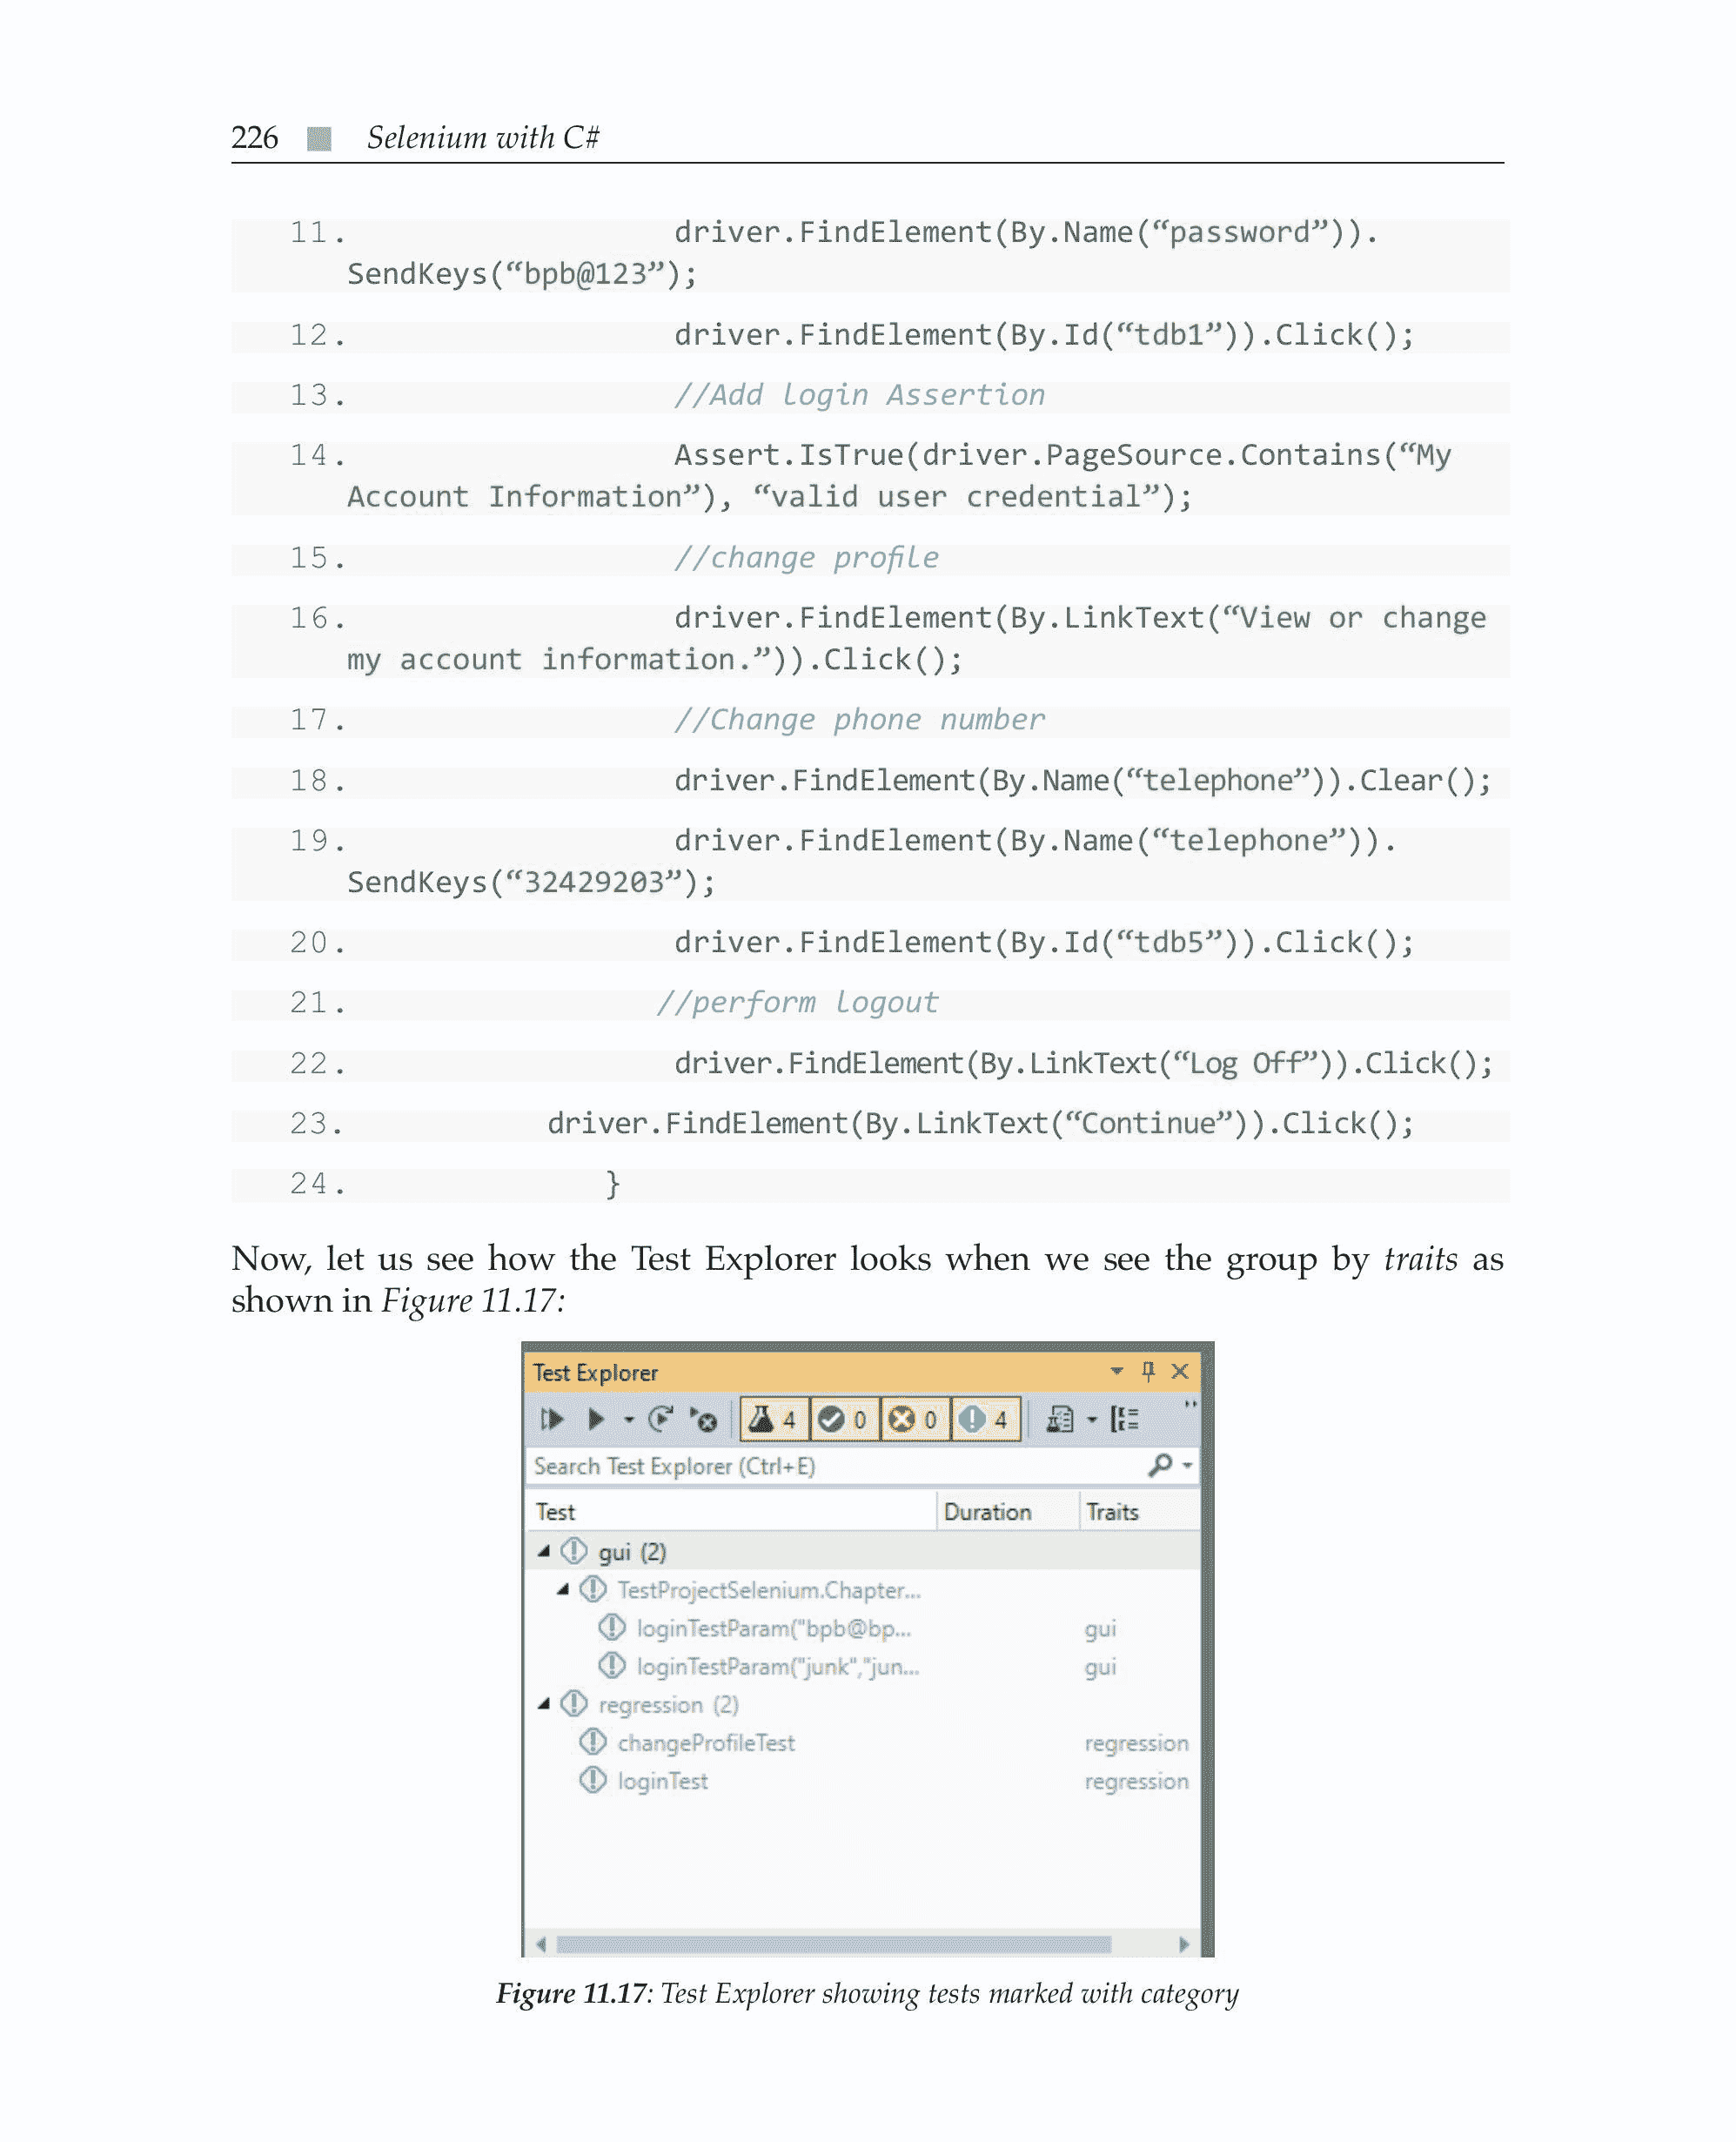 226 Selenium with C#
11. driver.FindElement(By.Name(“password”)).
SendKeys(“bpb@123”);
12. driver.FindElement(By.Id(“tdb1”)).Click();
13. //Add login Assertion
14. Assert.IsTrue(driver.PageSource.Contains(“My
Account Information”), “valid user credential”);
15. //change profile
16. driver.FindElement(By.LinkText(“View or change
my account information.”)).Click();
17. //Change phone number
18. driver.FindElement(By.Name(“telephone”)).Clear();
19. driver.FindElement(By.Name(“telephone”)).
SendKeys(“32429203”);
20. driver.FindElement(By.Id(“tdb5”)).Click();
21. //perform logout
22. driver.FindElement(By.LinkText(“Log Off”)).Click();
23. driver.FindElement(By.LinkText(“Continue”)).Click();
24. }
Now, let us see how the Test Explorer looks when we see the group by traits as
shown in Figure 11.17:
Test Explorer
4 0 0 4
Search Test Explorer (Ctrl+E)
Test Duration Traits
gui (2)
TestProjectSelenium.Chapter...
loginTestParam("bpb@bp... gui
loginTestParam("junk","jun... gui
regression (2)
changeProfileTest regression
loginTest regression
Figure 11.17: Test Explorer showing tests marked with category